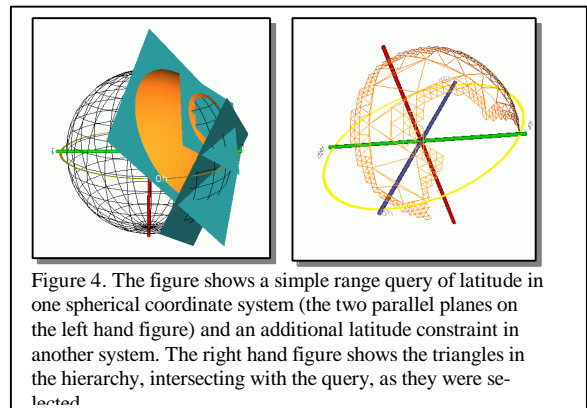 0h
Figure 4. The figure shows a simple range query of latitude in
one spherical coordinate system (the two parallel planes on
the left hand figure) and an additional latitude constraint in
another system. The right hand figure shows the triangles in
the hierarchy, intersecting with the query, as they were se-
lected